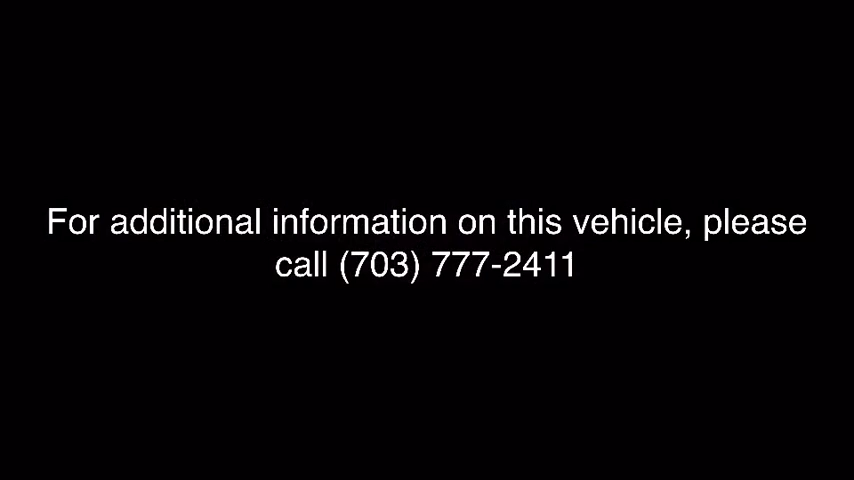 For additional information on this vehicle, please
call (703) 777-2411